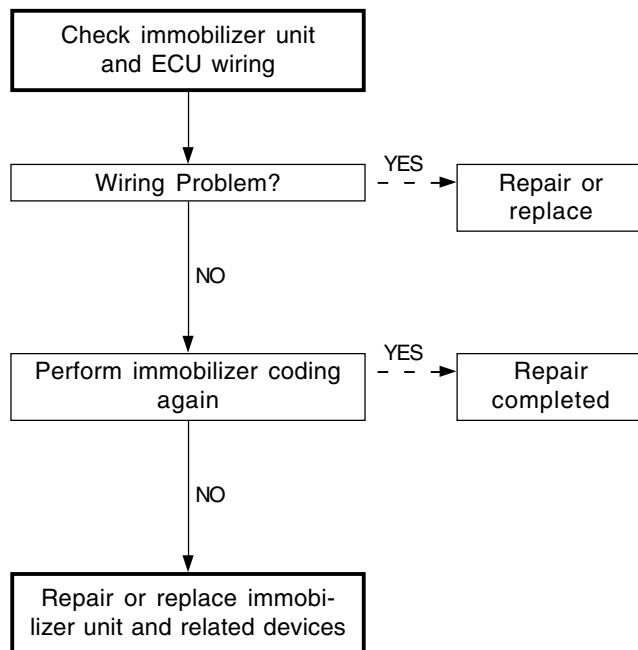 Check immobilizer unit
and ECU wiring
Wiring Problem?
YES
Repair or
replace
NO
Perform immobilizer coding
again
YES
Repair
completed
NO
Repair or replace immobi-
lizer unit and related devices